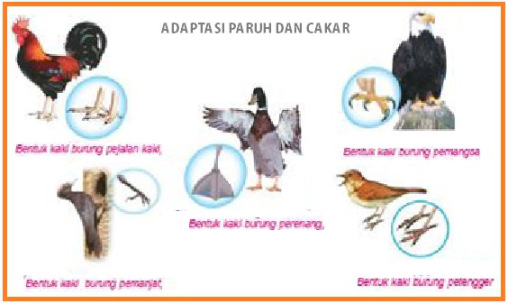 ADAPTASI PARUH DAN CAKAR
Bentuk kaki burung pejalan kaki,
Bentuk kaki burung pemangsa
Bentuk kaki burung perenang,
Bentuk kaki burung pemanjat,
Bentuk kaki burung petengger